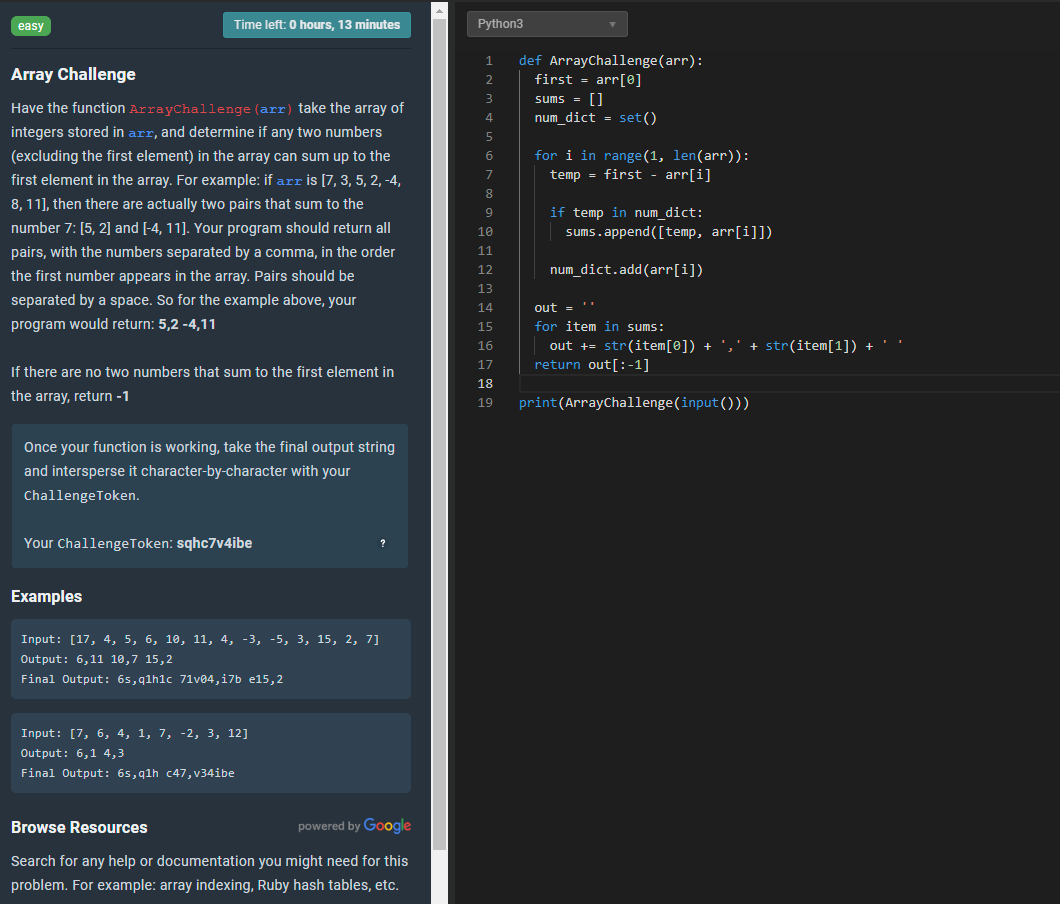 easy
Time left: 0 hours, 13 minutes
Array Challenge
Have the function ArrayChallenge(arr) take the array of
integers stored in arr, and determine if any two numbers
(excluding the first element) in the array can sum up to the
first element in the array. For example: if arr is [7, 3, 5, 2, -4,
8, 11], then there are actually two pairs that sum to the
number 7: [5, 2] and [-4, 11]. Your program should return all
pairs, with the numbers separated by a comma, in the order
the first number appears in the array. Pairs should be
separated by a space. So for the example above, your
program would return: 5,2 -4,11
If there are no two numbers that sum to the first element in
the array, return -1
Once your function is working, take the final output string
and intersperse it character-by-character with your
ChallengeToken.
Your ChallengeToken: sqhc7v4ibe
?
Examples
Input: [17, 4, 5, 6, 10, 11, 4, -3, -5, 3, 15, 2, 7]
Output: 6,11 10,7 15,2
Final Output: 6s,q1h1c 71v04,i7b e15,2
Input: [7, 6, 4, 1, 7, -2, 3, 12]
Output: 6,1 4,3
Final Output: 6s,q1h c47,v34ibe
Browse Resources
powered by Google
Search for any help or documentation you might need for this
problem. For example: array indexing, Ruby hash tables, etc.
Python3
1 def ArrayChallenge(arr):
2   first = arr[0]
3   sums = []
4   num_dict = set()
5
6   for i in range(1, len(arr)):
7     temp = first - arr[i]
8
9     if temp in num_dict:
10       sums.append([temp, arr[i]])
11
12     num_dict.add(arr[i])
13
14   out = ''
15   for item in sums:
16     out += str(item[0]) + ',' + str(item[1]) + ' '
17   return out[:-1]
18
19 print(ArrayChallenge(input()))